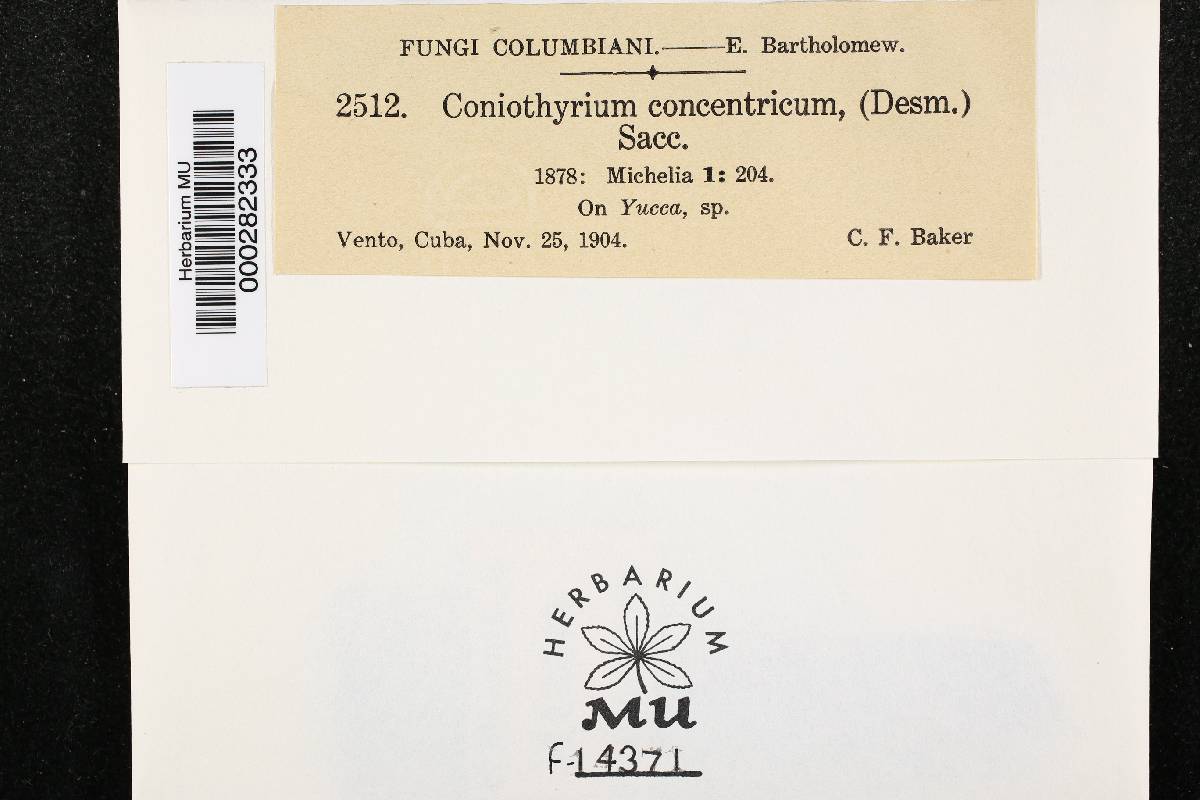 FUNGI COLUMBIANI.——E. Bartholomew.
2512. Coniothyrium concentricum, (Desm.)
Sacc.
1878: Michelia 1: 204.
On Yucca, sp.
Vento, Cuba, Nov. 25, 1904. C. F. Baker
Herbarium MU
000282333
HERBARIUM
MU
F-14371